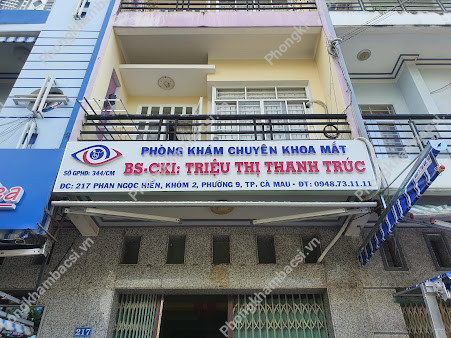 PHÒNG KHÁM CHUYÊN KHOA MẮT
BS-CKI: TRIỆU THỊ THANH TRÚC
SỐ GPHĐ: 344/CM
ĐC: 217 PHAN NGỌC HIỂN, KHÓM 2, PHƯỜNG 9, TP. CÀ MAU - ĐT: 0948.73.11.11
217
Phongkhambacsi.vn
Phongkhambacsi.vn
Phongkhambacsi.vn
Phongkhambacsi.vn